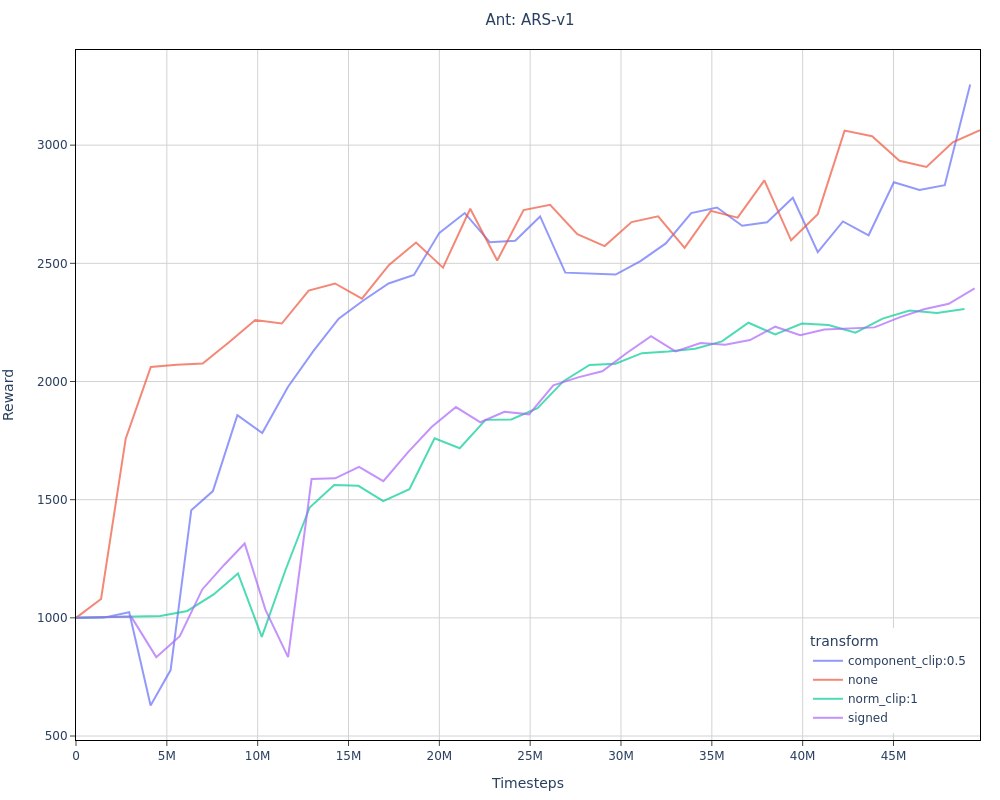 Ant: ARS-v1
Reward
3000
2500
2000
1500
1000
500
0
5M
10M
15M
20M
25M
30M
35M
40M
45M
Timesteps
transform
component_clip:0.5
none
norm_clip:1
signed